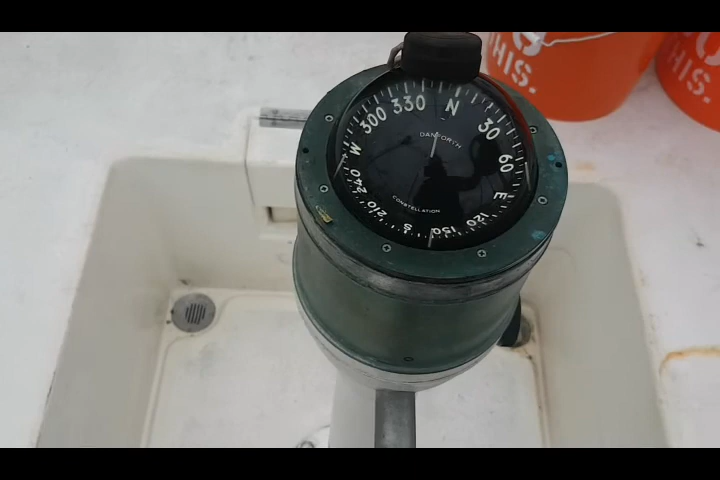 HIS.
HIS.
N
30
60
E
120
150
S
210
240
W
300
330
DANFORTH
CONSTELLATION